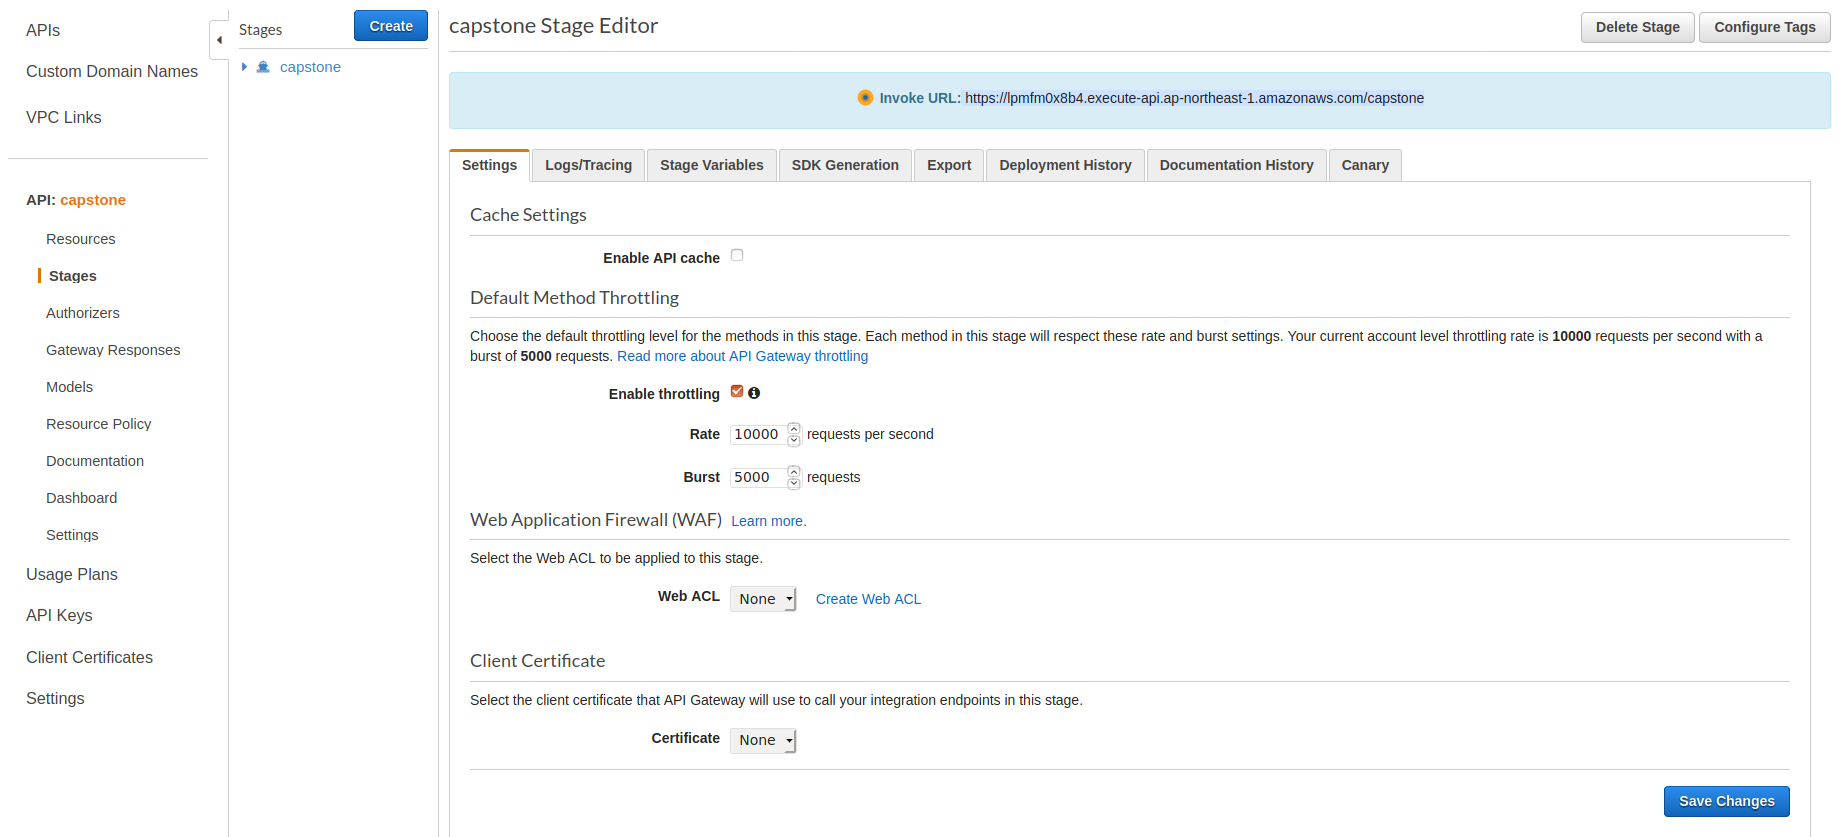 APIs
Custom Domain Names
VPC Links
API: capstone
Resources
Stages
Authorizers
Gateway Responses
Models
Resource Policy
Documentation
Dashboard
Settings
Usage Plans
API Keys
Client Certificates
Settings
Stages
Create
capstone
capstone Stage Editor
Delete Stage
Configure Tags
Invoke URL: https://lpmfm0x8b4.execute-api.ap-northeast-1.amazonaws.com/capstone
Settings
Logs/Tracing
Stage Variables
SDK Generation
Export
Deployment History
Documentation History
Canary
Cache Settings
Enable API cache
Default Method Throttling
Choose the default throttling level for the methods in this stage. Each method in this stage will respect these rate and burst settings. Your current account level throttling rate is 10000 requests per second with a
burst of 5000 requests. Read more about API Gateway throttling
Enable throttling
Rate 10000 requests per second
Burst 5000 requests
Web Application Firewall (WAF) Learn more.
Select the Web ACL to be applied to this stage.
Web ACL None Create Web ACL
Client Certificate
Select the client certificate that API Gateway will use to call your integration endpoints in this stage.
Certificate None
Save Changes